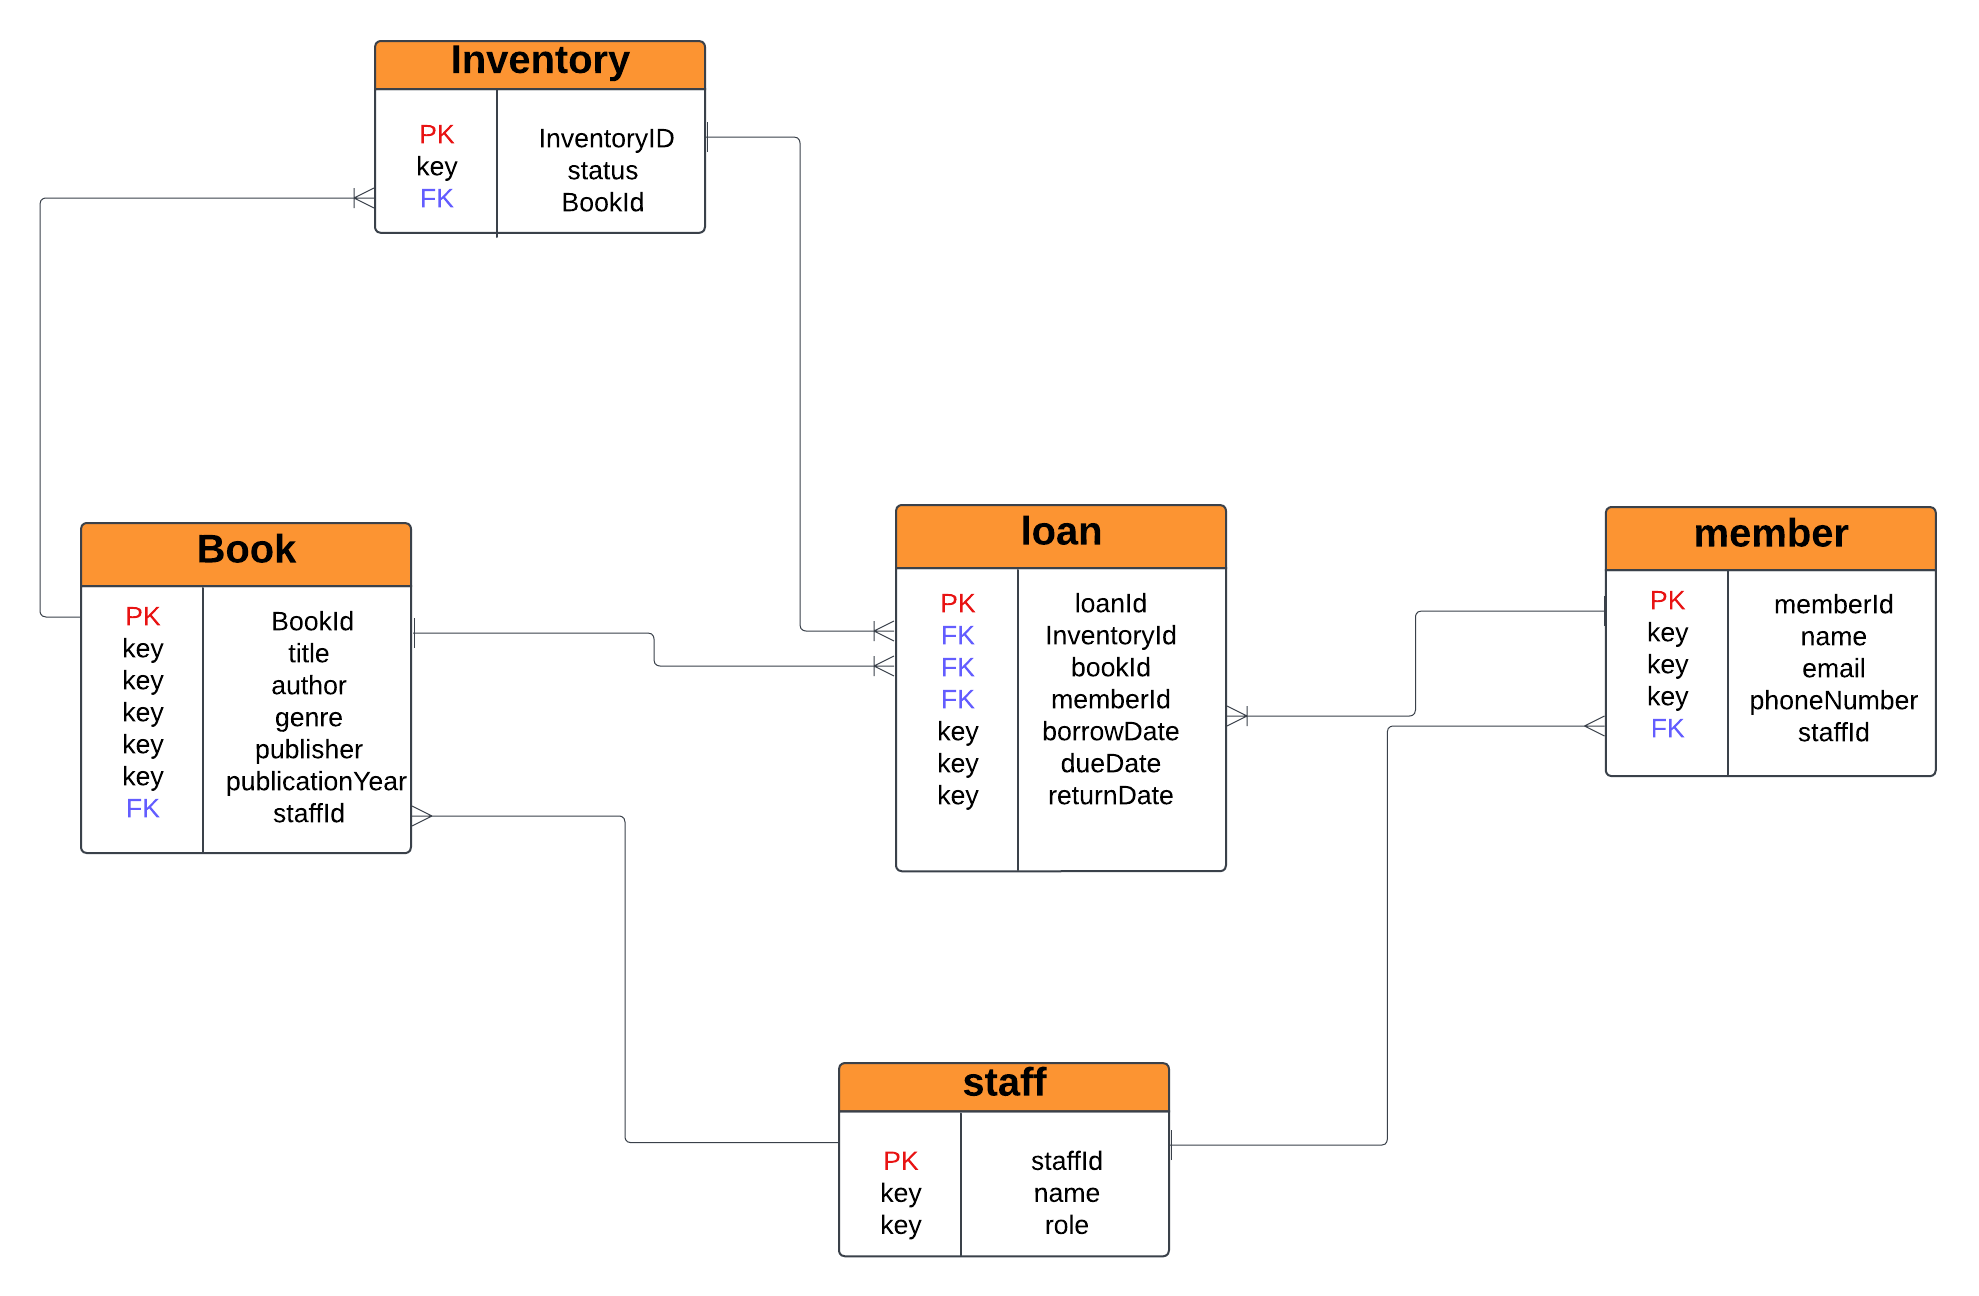 Inventory
PK InventoryID
key status
FK BookId
Book
PK BookId
key title
key author
key genre
key publisher
key publicationYear
FK staffId
loan
PK loanId
FK InventoryId
FK bookId
FK memberId
key borrowDate
key dueDate
key returnDate
member
PK memberId
key name
key email
key phoneNumber
FK staffId
staff
PK staffId
key name
key role